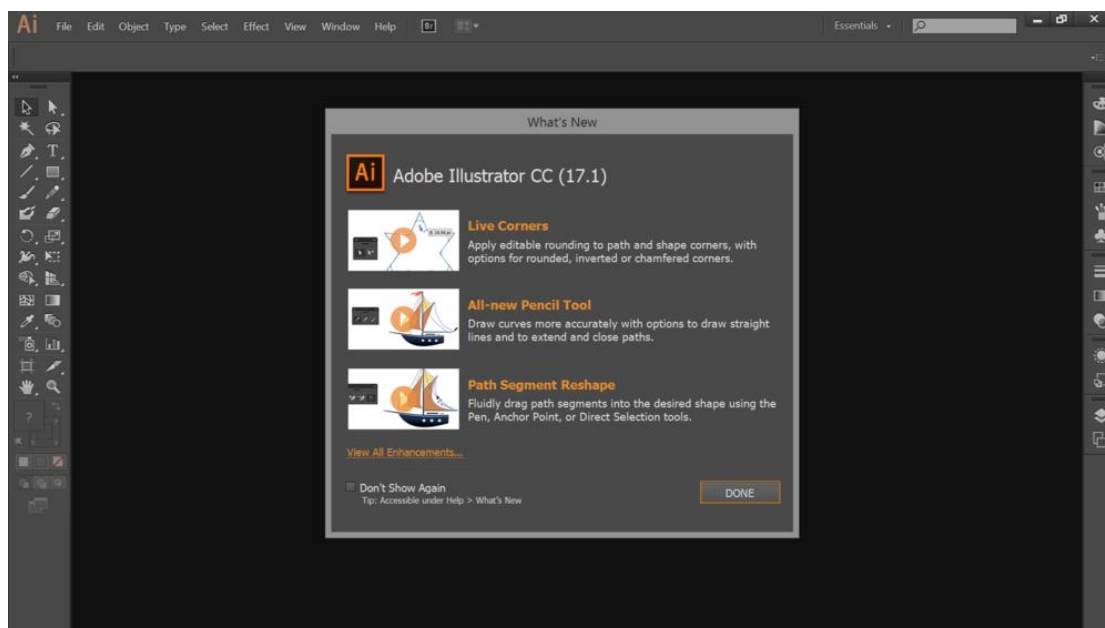 Ai File Edit Object Type Select Effect View Window Help Br Essentials
What's New
Ai Adobe Illustrator CC (17.1)
Live Corners
Apply editable rounding to path and shape corners, with
options for rounded, inverted or chamfered corners.
All-new Pencil Tool
Draw curves more accurately with options to draw straight
lines and to extend and close paths.
Path Segment Reshape
Fluidly drag path segments into the desired shape using the
Pen, Anchor Point, or Direct Selection tools.
View All Enhancements...
Don't Show Again
Tip: Accessible under Help > What's New
DONE